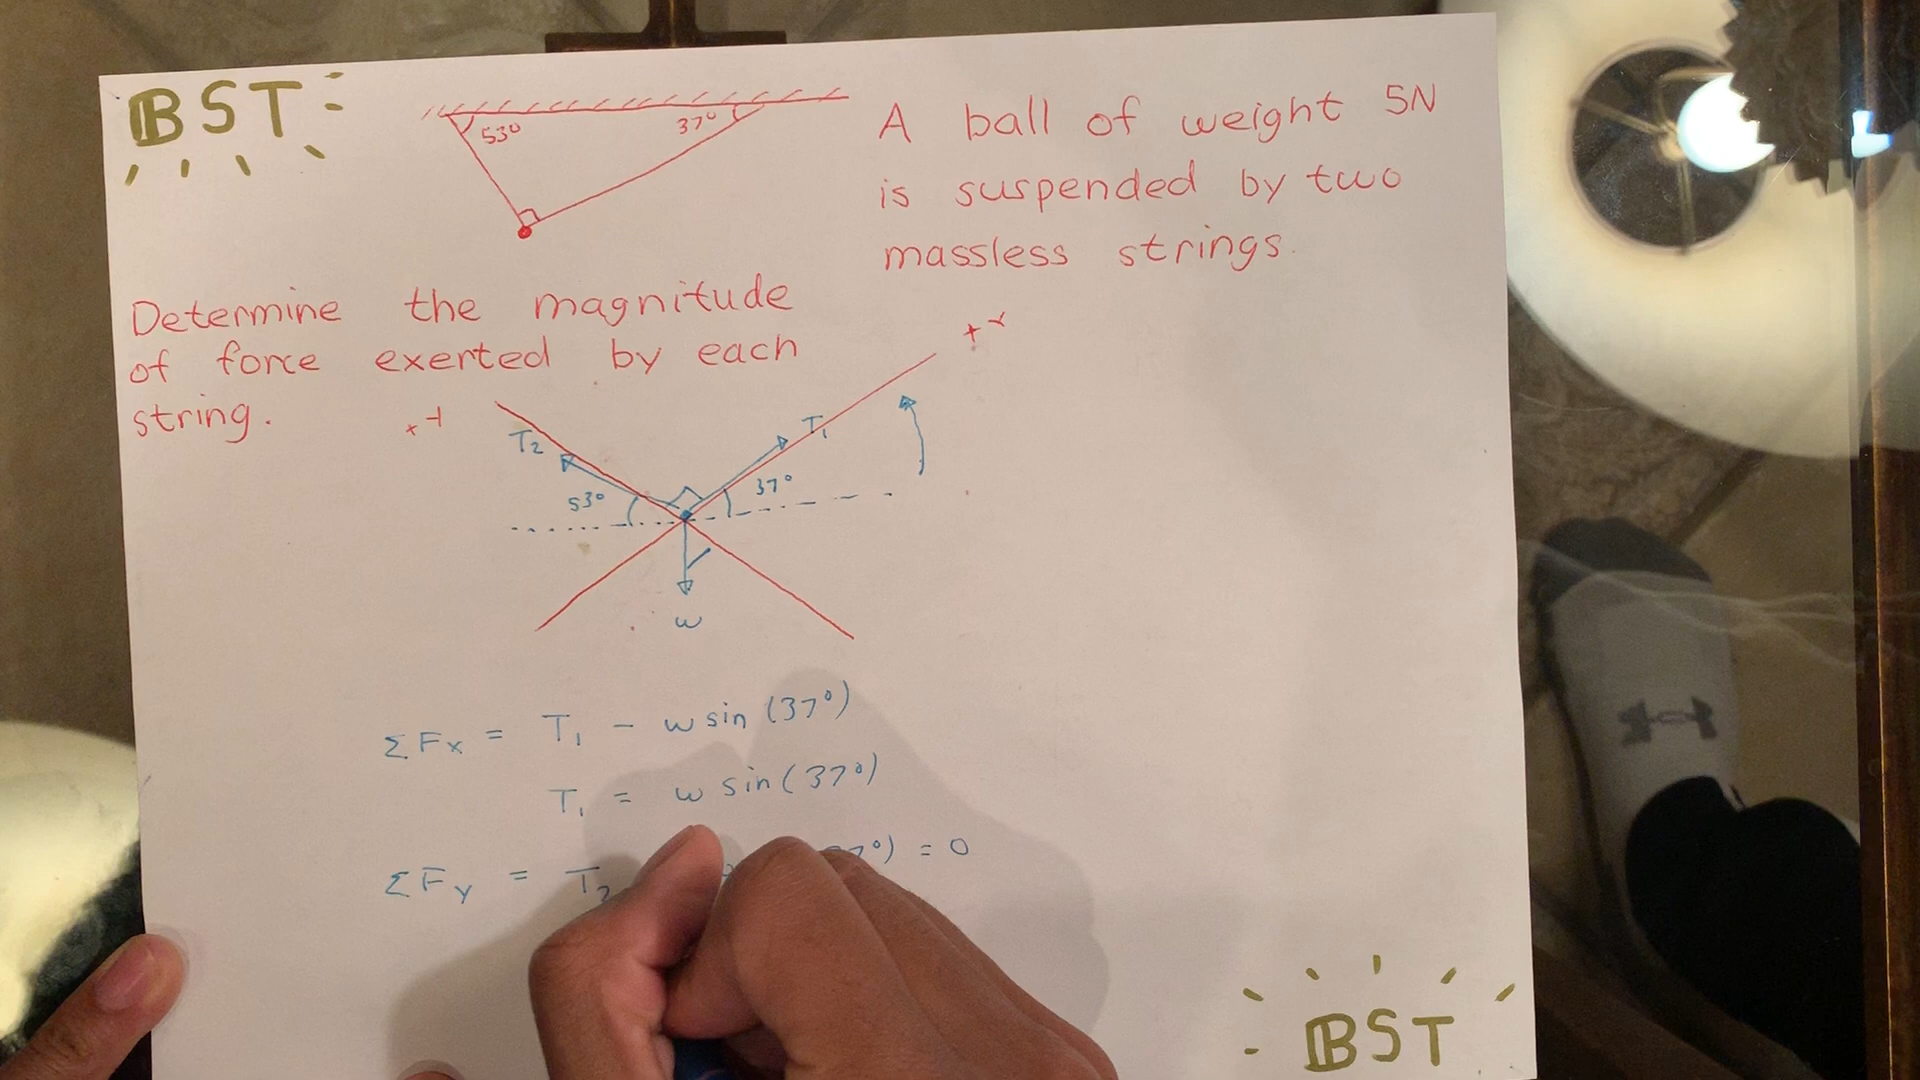 BST
53° 37°
A ball of weight 5N
is suspended by two
massless strings.
Determine the magnitude
of force exerted by each
string.
+x
T₂
T₁
53°
37°
w
ΣFx = T₁ - w sin (37°)
T₁ = w sin (37°)
ΣFy = T₂ 7°) = 0
BST